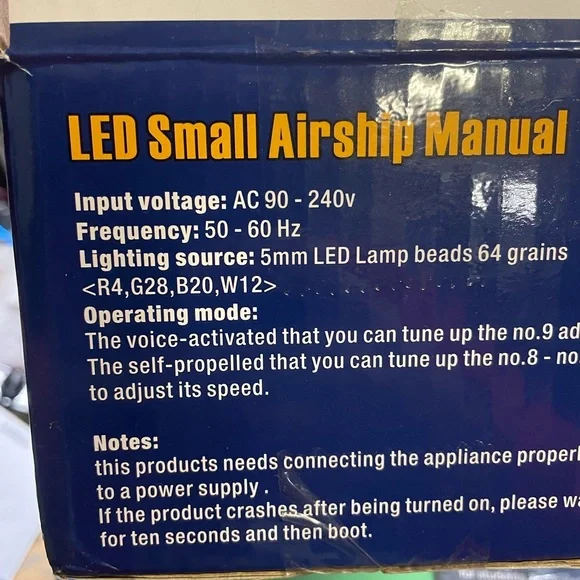 LED Small Airship Manual
Input voltage: AC 90 - 240v
Frequency: 50 - 60 Hz
Lighting source: 5mm LED Lamp beads 64 grains
<R4,G28,B20,W12>
Operating mode:
The voice-activated that you can tune up the no.9
The self-propelled that you can tune up the no.8 -
to adjust its speed.
Notes:
this products needs connecting the appliance
to a power supply .
If the product crashes after being turned on, please
for ten seconds and then boot.